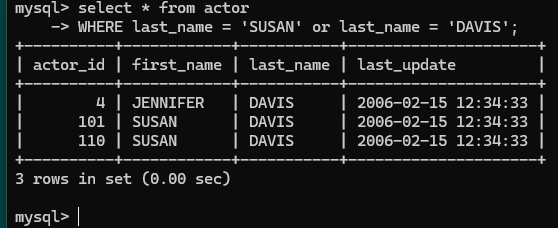 mysql> select * from actor
    -> WHERE last_name = 'SUSAN' or last_name = 'DAVIS';
+----------+------------+-----------+---------------------+
| actor_id | first_name | last_name | last_update         |
+----------+------------+-----------+---------------------+
|        4 | JENNIFER   | DAVIS     | 2006-02-15 12:34:33 |
|      101 | SUSAN      | DAVIS     | 2006-02-15 12:34:33 |
|      110 | SUSAN      | DAVIS     | 2006-02-15 12:34:33 |
+----------+------------+-----------+---------------------+
3 rows in set (0.00 sec)

mysql>